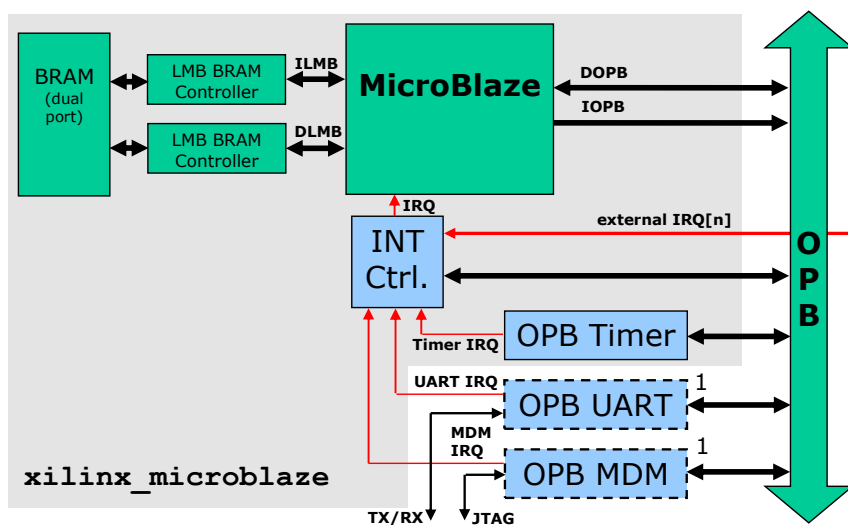 BRAM
(dual
port)
LMB BRAM
Controller
ILMB
LMB BRAM
Controller
DLMB
MicroBlaze
DOPB
IOPB
IRQ
external IRQ[n]
INT
Ctrl.
O
P
B
Timer IRQ
OPB Timer
UART IRQ
OPB UART
1
MDM
IRQ
OPB MDM
1
xilinx_microblaze
TX/RX
JTAG